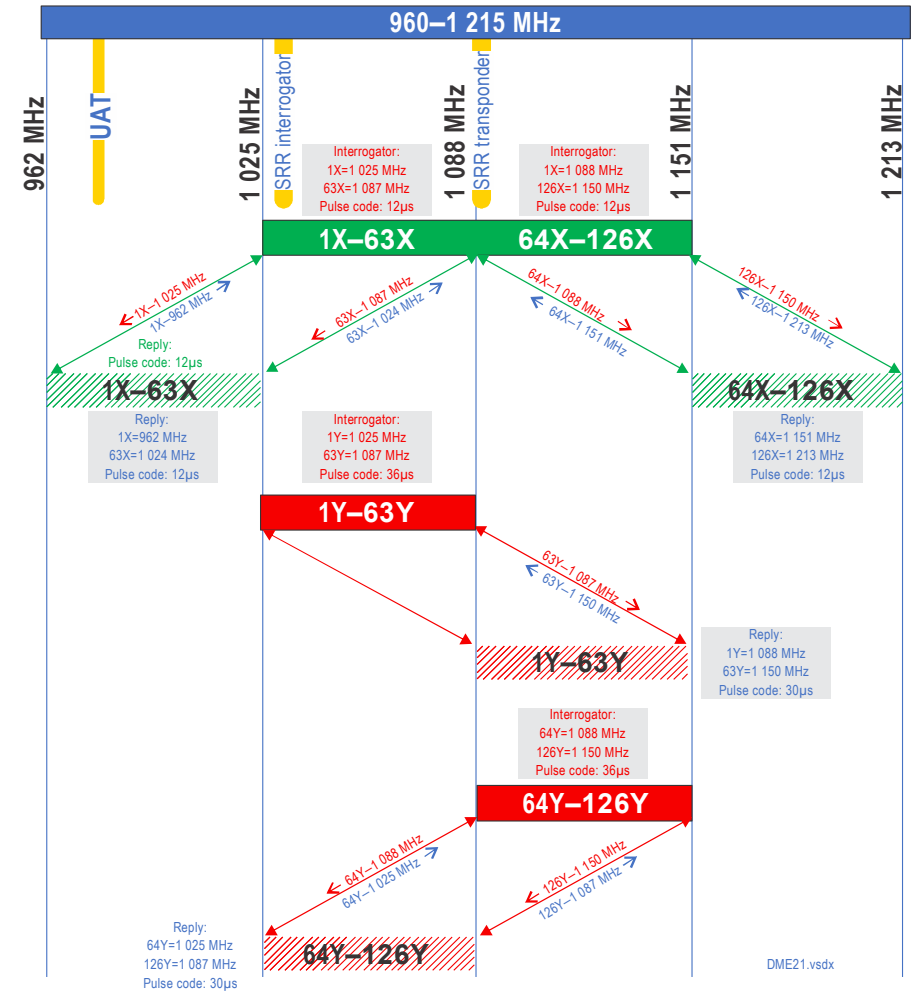 960–1 215 MHz
962 MHz
UAT
1 025 MHz
SRR interrogator
1 088 MHz
SRR transponder
1 151 MHz
1 213 MHz
Interrogator:
1X=1 025 MHz
63X=1 087 MHz
Pulse code: 12µs
Interrogator:
1X=1 088 MHz
126X=1 150 MHz
Pulse code: 12µs
1X–63X
64X–126X
1X–1 025 MHz
1X–962 MHz
63X–1 087 MHz
63X–1 024 MHz
64X–1 088 MHz
64X–1 151 MHz
126X–1 150 MHz
126X–1 213 MHz
Reply:
Pulse code: 12µs
1X–63X
64X–126X
Reply:
1X=962 MHz
63X=1 024 MHz
Pulse code: 12µs
Interrogator:
1Y=1 025 MHz
63Y=1 087 MHz
Pulse code: 36µs
Reply:
64X=1 151 MHz
126X=1 213 MHz
Pulse code: 12µs
1Y–63Y
63Y–1 087 MHz
63Y–1 150 MHz
1Y–63Y
Reply:
1Y=1 088 MHz
63Y=1 150 MHz
Pulse code: 30µs
Interrogator:
64Y=1 088 MHz
126Y=1 150 MHz
Pulse code: 36µs
64Y–126Y
64Y–1 088 MHz
64Y–1 025 MHz
126Y–1 150 MHz
126Y–1 087 MHz
Reply:
64Y=1 025 MHz
126Y=1 087 MHz
Pulse code: 30µs
64Y–126Y
DME21.vsdx